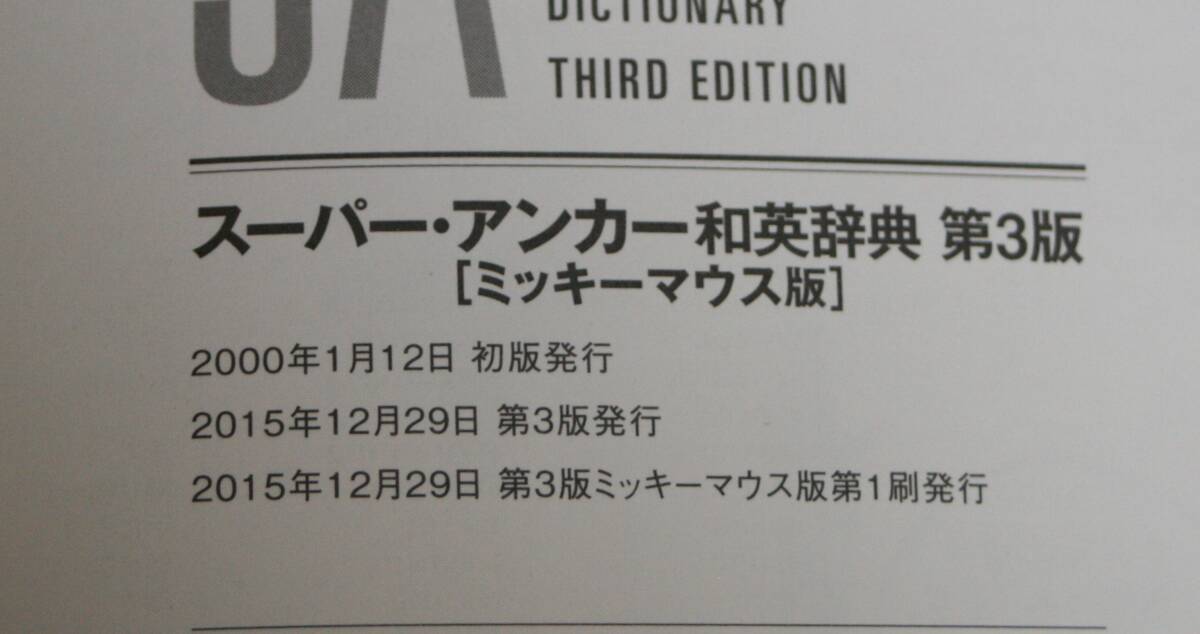 DICTIONARY
THIRD EDITION
スーパー・アンカー和英辞典 第3版
[ミッキーマウス版]
2000年1月12日 初版発行
2015年12月29日 第3版発行
2015年12月29日 第3版ミッキーマウス版第1刷発行